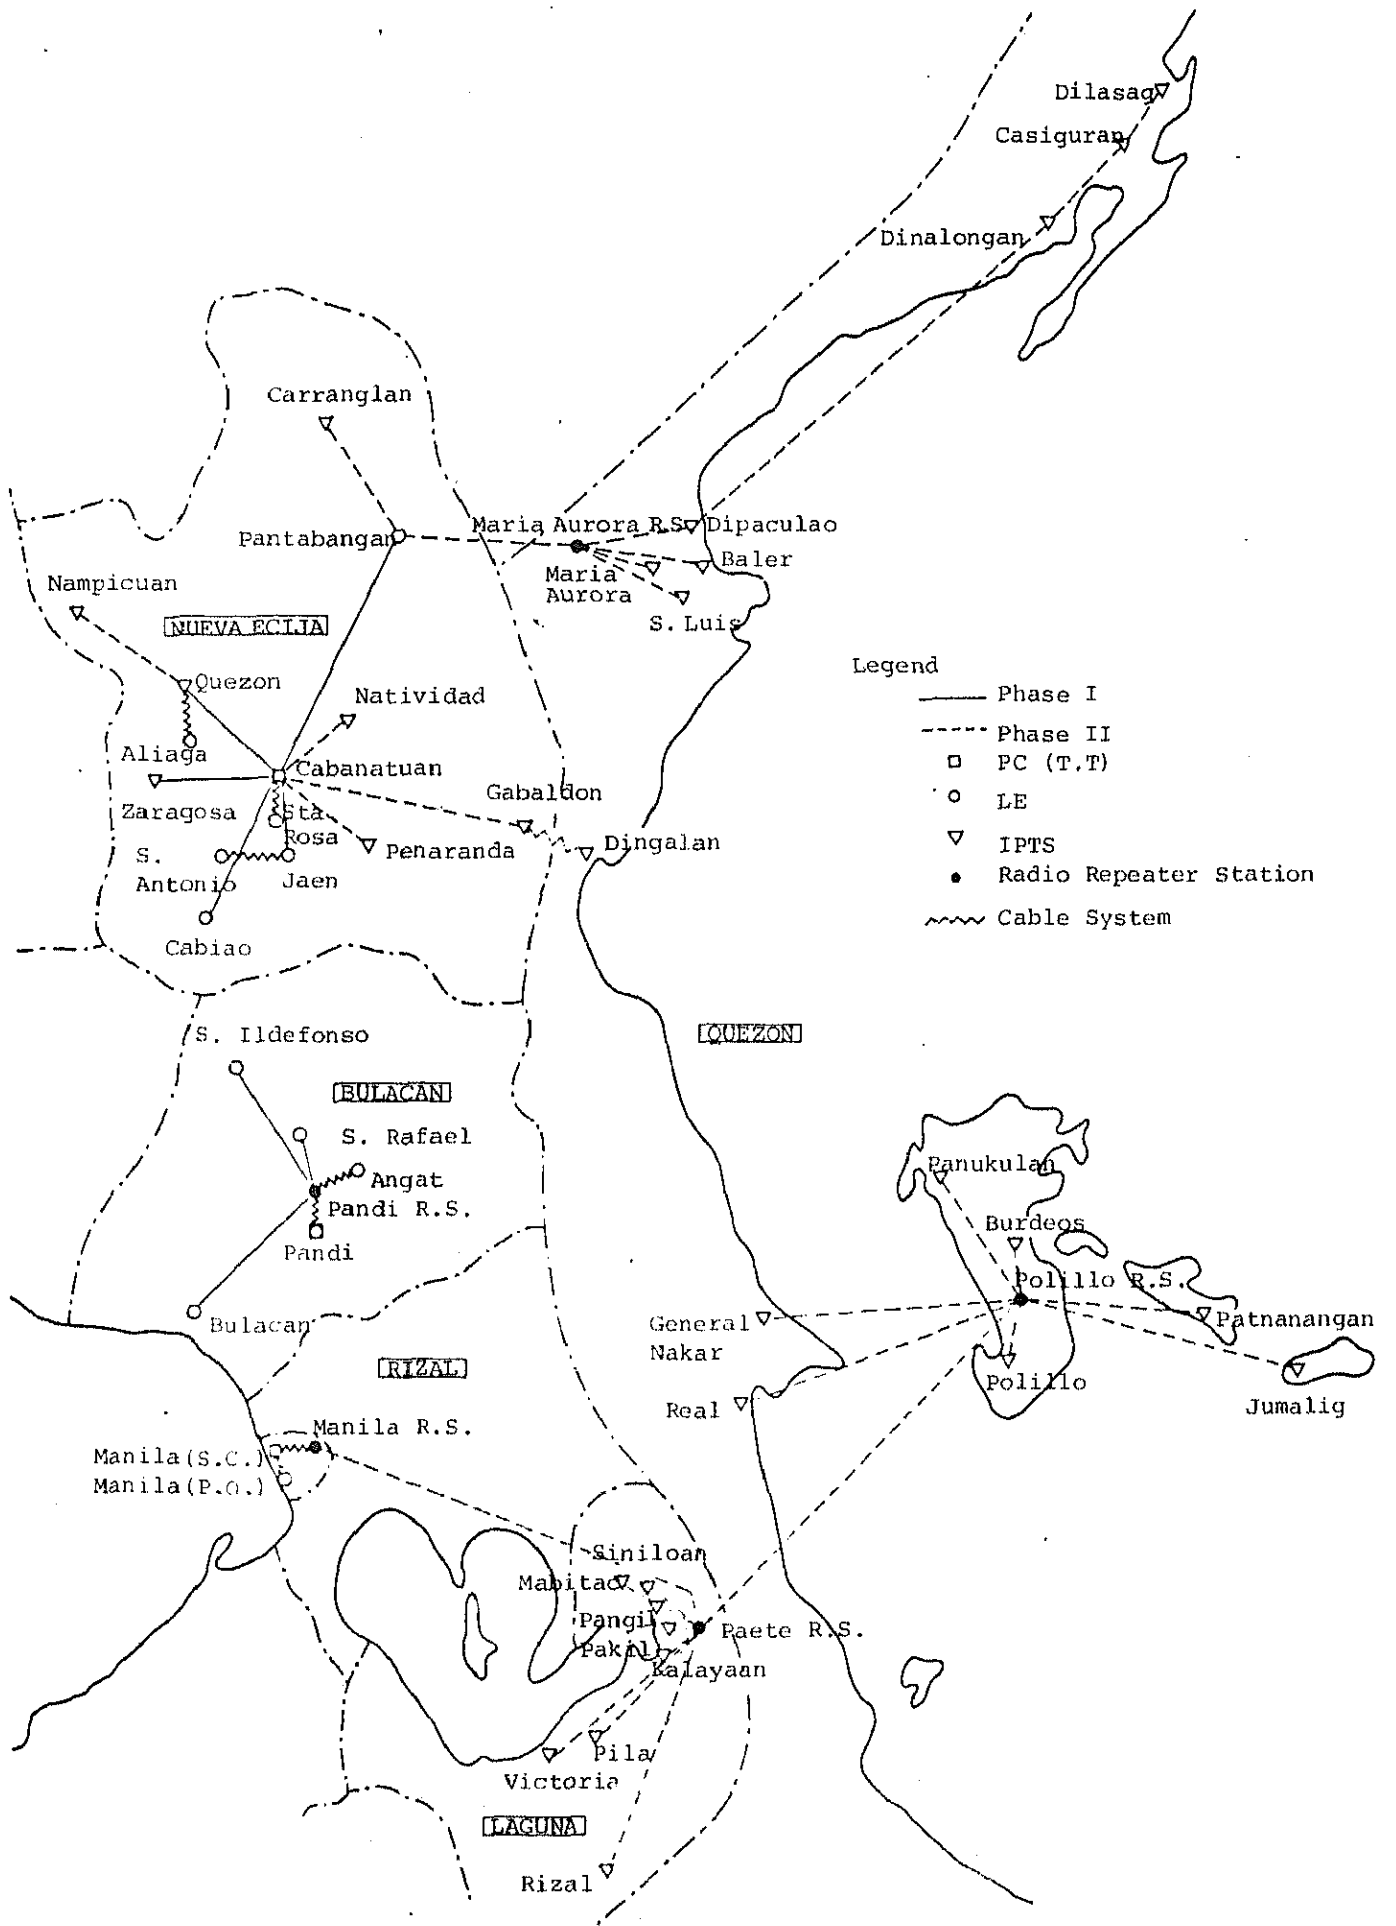 Dilasag
Casiguran
Dinalongan
Carranglan
Pantabangan
Maria Aurora R.S.
Dipaculao
Baler
Maria
Aurora
S. Luis
Nampicuan
NUEVA ECIJA
Quezon
Natividad
Aliaga
Cabanatuan
Zaragosa
Sta
Rosa
Gabaldon
Penaranda
Dingalan
S.
Antonio
Jaen
Cabiao
Legend
Phase I
Phase II
PC (T.T)
LE
IPTS
Radio Repeater Station
Cable System
S. Ildefonso
QUEZON
BULACAN
S. Rafael
Angat
Pandi R.S.
Pandi
Bulacan
Panukulan
Burdeos
Polillo R.S.
Patnanangan
General
Nakar
Polillo
Jumalig
Real
RIZAL
Manila R.S.
Manila(S.C.)
Manila(P.O.)
Siniloan
Mabitac
Pangil
Paete R.S.
Pakil
Kalayaan
Pila
Victoria
LAGUNA
Rizal